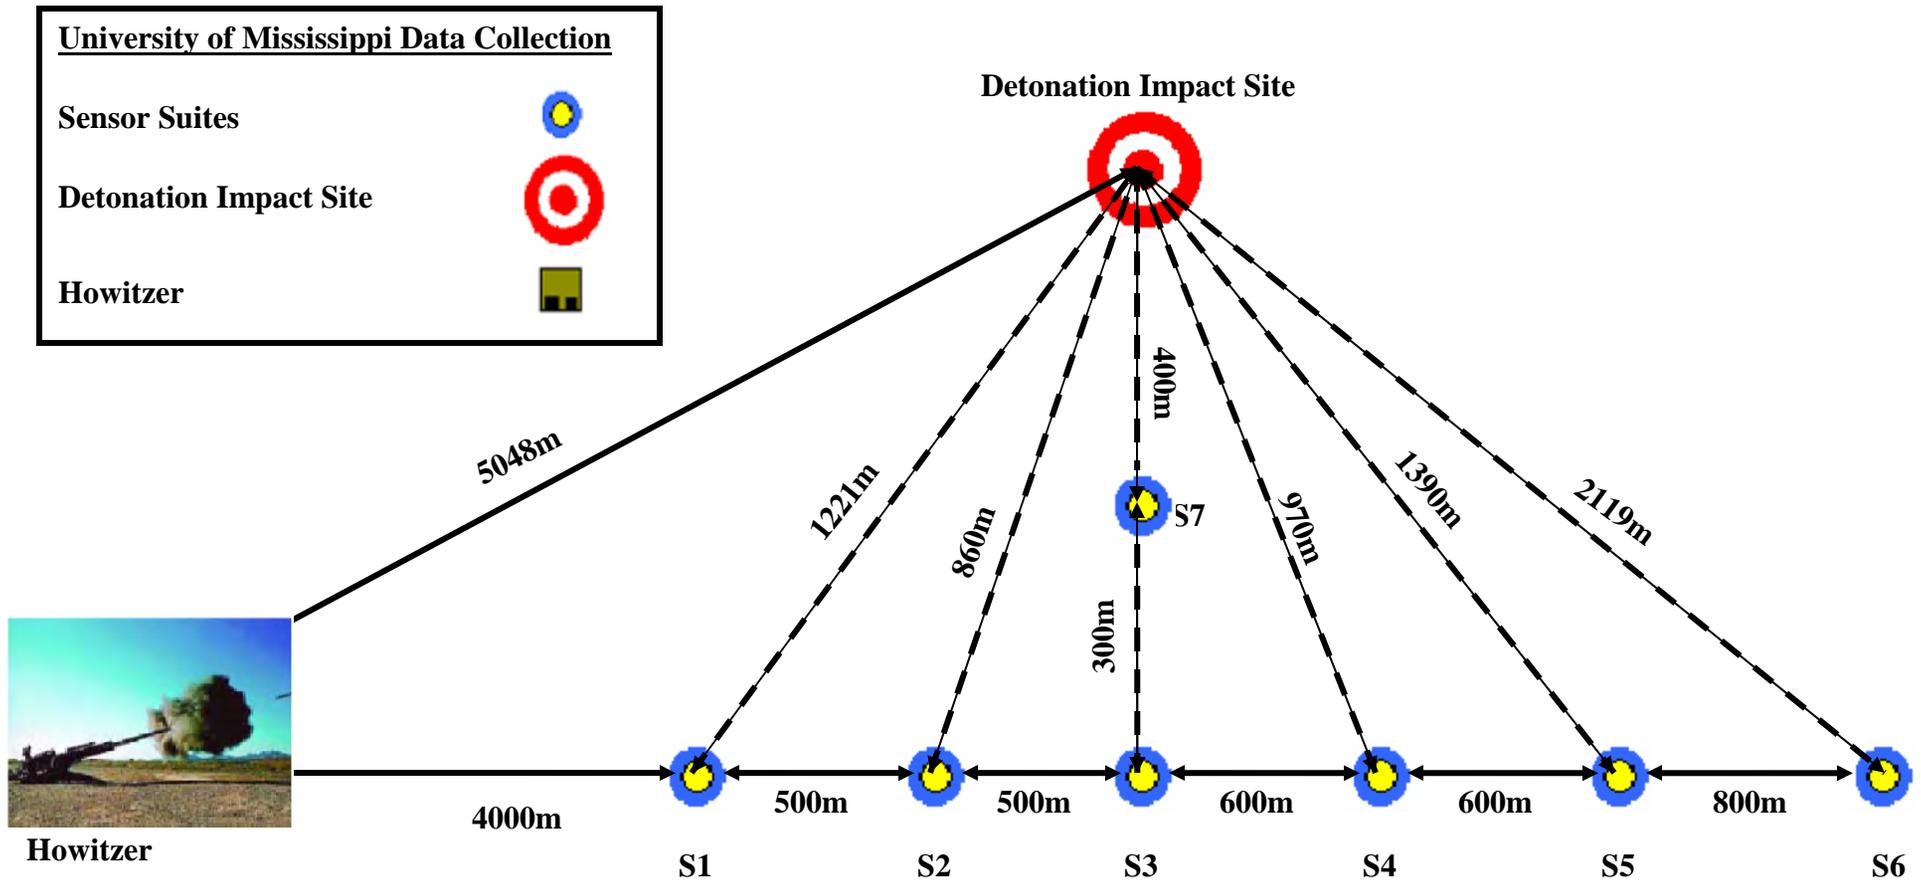 University of Mississippi Data Collection
Sensor Suites
Detonation Impact Site
Howitzer
Detonation Impact Site
5048m
1221m
860m
400m
S7
300m
970m
1390m
2119m
4000m
500m
500m
600m
600m
800m
Howitzer
S1
S2
S3
S4
S5
S6